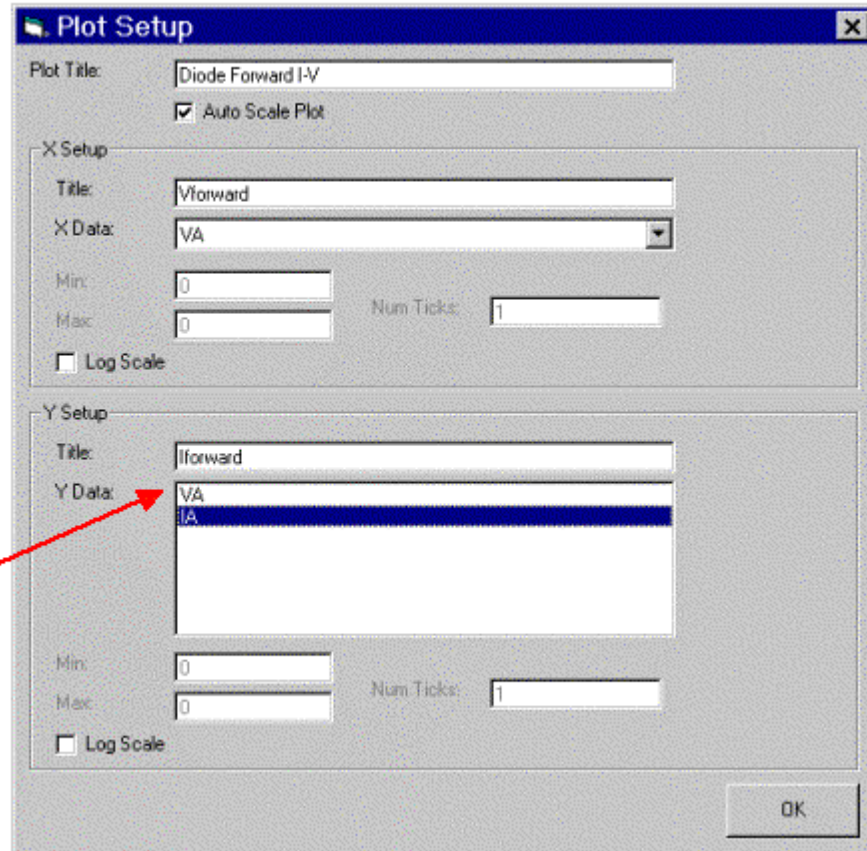 Plot Setup
Plot Title: Diode Forward I-V
Auto Scale Plot
X Setup
Title: Vforward
X Data: VA
Min: 0
Max: 0
Num Ticks: 1
Log Scale
Y Setup
Title: Iforward
Y Data: VA
IA
Min: 0
Max: 0
Num Ticks: 1
Log Scale
OK